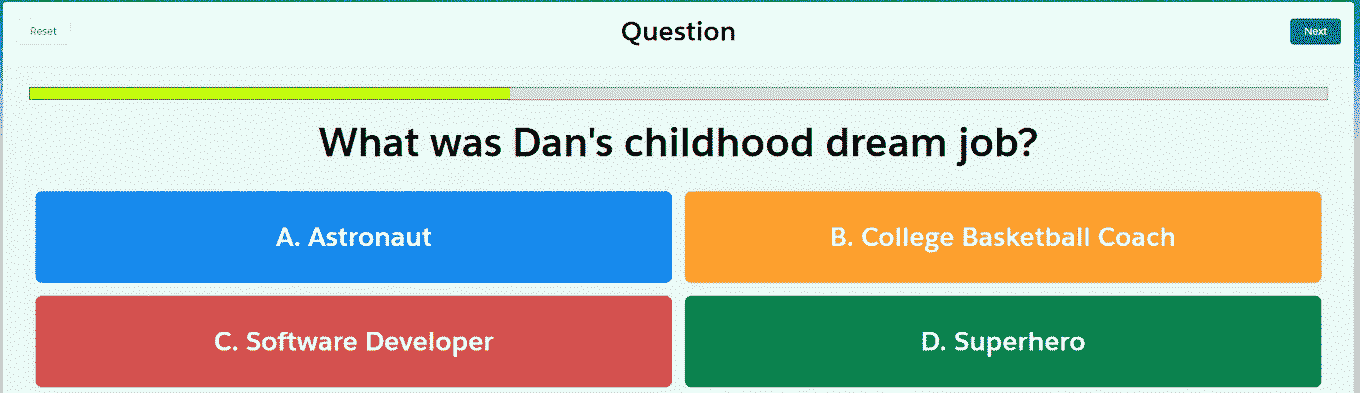 Reset
Question
Next
What was Dan's childhood dream job?
A. Astronaut
B. College Basketball Coach
C. Software Developer
D. Superhero